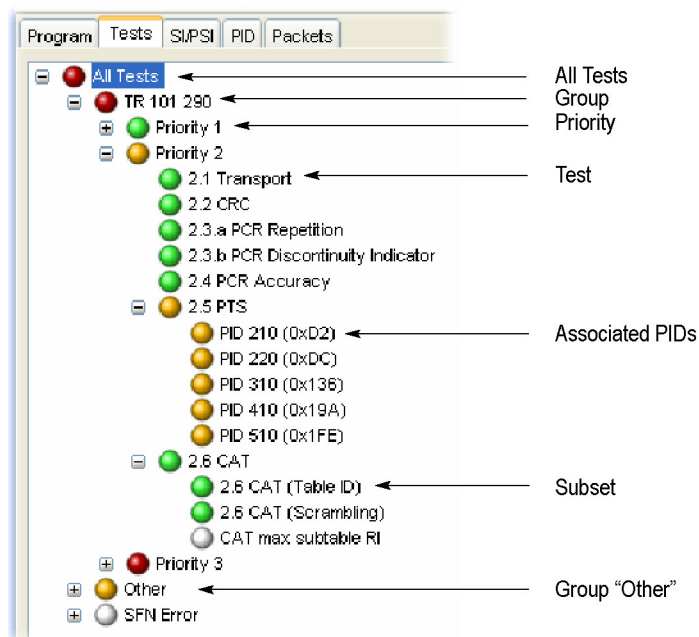 Program Tests SI/PSI PID Packets
All Tests All Tests
TR 101 290 Group
Priority 1 Priority
Priority 2
2.1 Transport Test
2.2 CRC
2.3.a PCR Repetition
2.3.b PCR Discontinuity Indicator
2.4 PCR Accuracy
2.5 PTS
PID 210 (0xD2) Associated PIDs
PID 220 (0xDC)
PID 310 (0x136)
PID 410 (0x19A)
PID 510 (0x1FE)
2.6 CAT
2.6 CAT (Table ID) Subset
2.6 CAT (Scrambling)
CAT max subtable RI
Priority 3
Other Group “Other”
SFN Error